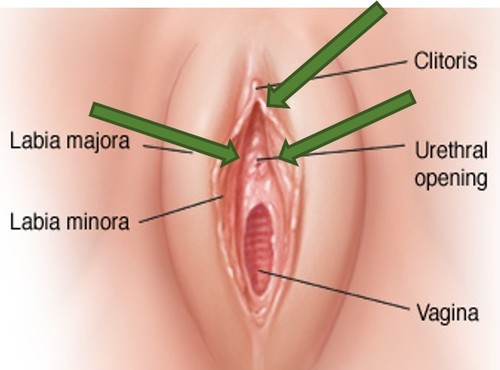 Clitoris
Labia majora
Urethral
opening
Labia minora
Vagina